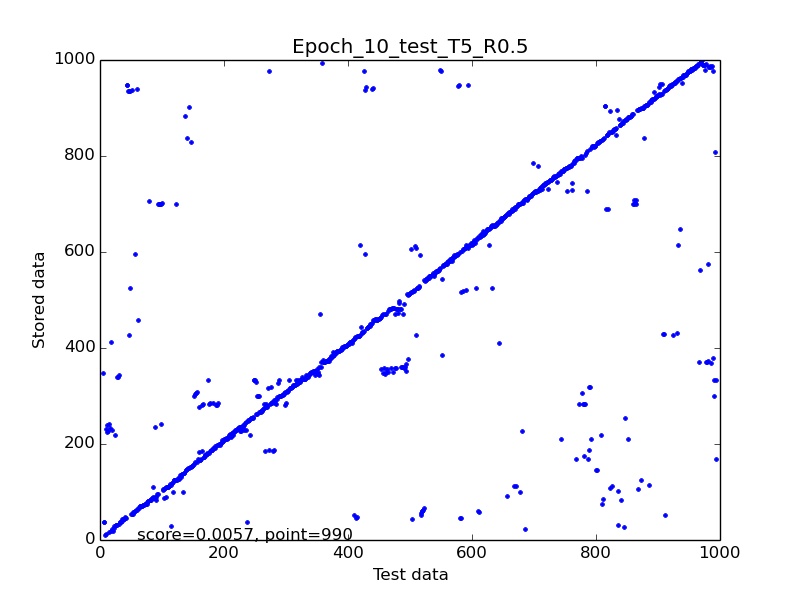 Epoch_10_test_T5_R0.5
1000
800
600
400
200
0
Stored data
score=0.0057, point=990
0 200 400 600 800 1000
Test data